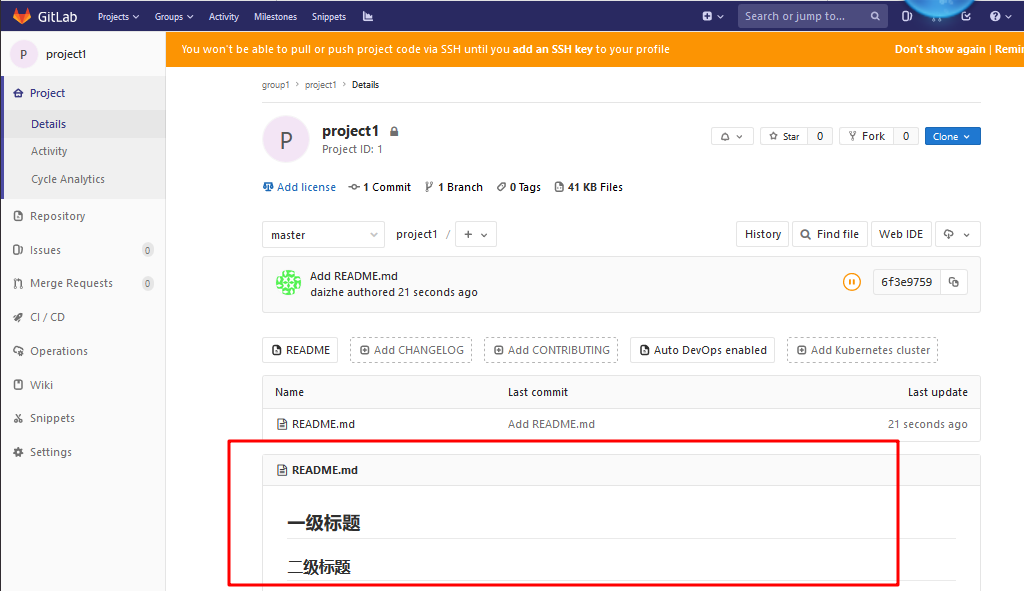 GitLab Projects Groups Activity Milestones Snippets Search or jump to...
P project1
You won't be able to pull or push project code via SSH until you add an SSH key to your profile Don't show again | Remin
Project
Details
Activity
Cycle Analytics
Repository
Issues 0
Merge Requests 0
CI / CD
Operations
Wiki
Snippets
Settings
group1 › project1 › Details
P
project1
Project ID: 1
Star 0 Fork 0 Clone
Add license 1 Commit 1 Branch 0 Tags 41 KB Files
master project1 / + History Find file Web IDE
Add README.md
daizhe authored 21 seconds ago
6f3e9759
README Add CHANGELOG Add CONTRIBUTING Auto DevOps enabled Add Kubernetes cluster
Name Last commit Last update
README.md Add README.md 21 seconds ago
README.md
一级标题
二级标题